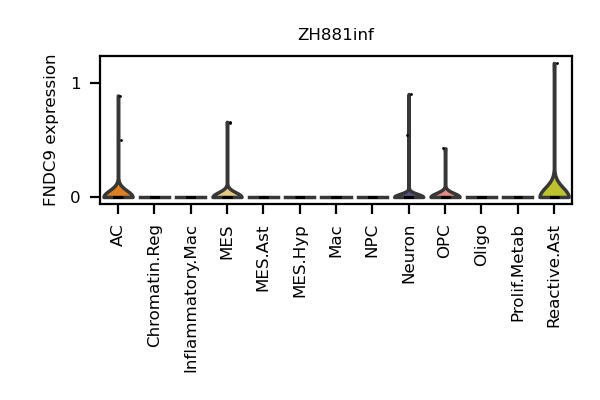 ZH881inf
FNDC9 expression
1
0
AC
Chromatin.Reg
Inflammatory.Mac
MES
MES.Ast
MES.Hyp
Mac
NPC
Neuron
OPC
Oligo
Prolif.Metab
Reactive.Ast